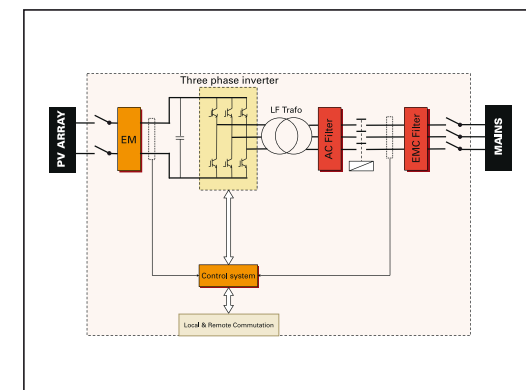 Three phase inverter
PV ARRAY
EM
LF Trafo
AC Filter
EMC Filter
MAINS
Control system
Local & Remote Commutation